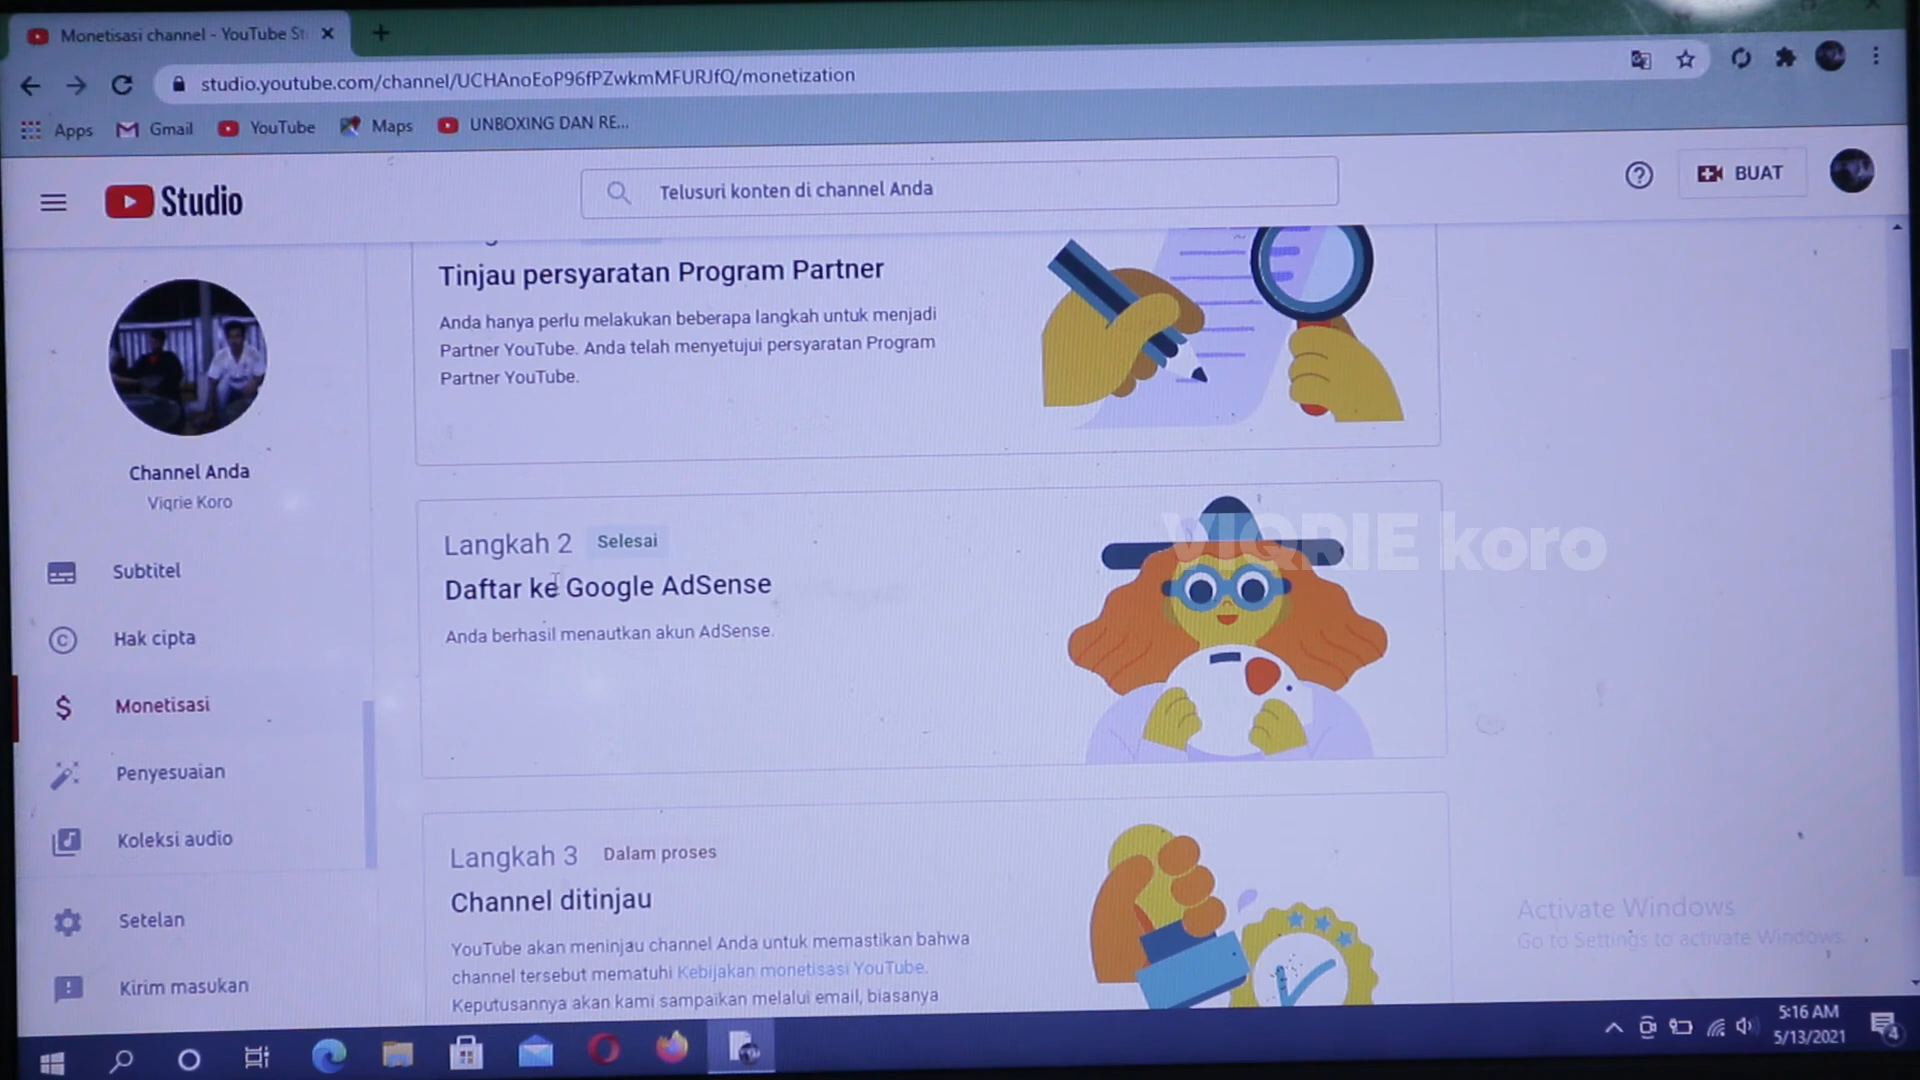 Monetisasi channel - YouTube St
studio.youtube.com/channel/UCHAnoEoP96fPZwkmMFURJfQ/monetization
Apps
Gmail
YouTube
Maps
UNBOXING DAN RE...
Studio
Telusuri konten di channel Anda
BUAT
Channel Anda
Viqrie Koro
Subtitel
Hak cipta
Monetisasi
Penyesuaian
Koleksi audio
Setelan
Kirim masukan
Tinjau persyaratan Program Partner
Anda hanya perlu melakukan beberapa langkah untuk menjadi
Partner YouTube. Anda telah menyetujui persyaratan Program
Partner YouTube.
Langkah 2 Selesai
Daftar ke Google AdSense
Anda berhasil menautkan akun AdSense.
VIQRIE koro
Langkah 3 Dalam proses
Channel ditinjau
YouTube akan meninjau channel Anda untuk memastikan bahwa
channel tersebut mematuhi Kebijakan monetisasi YouTube.
Keputusannya akan kami sampaikan melalui email, biasanya
Activate Windows
Go to Settings to activate Windows.
5:16 AM
5/13/2021
4